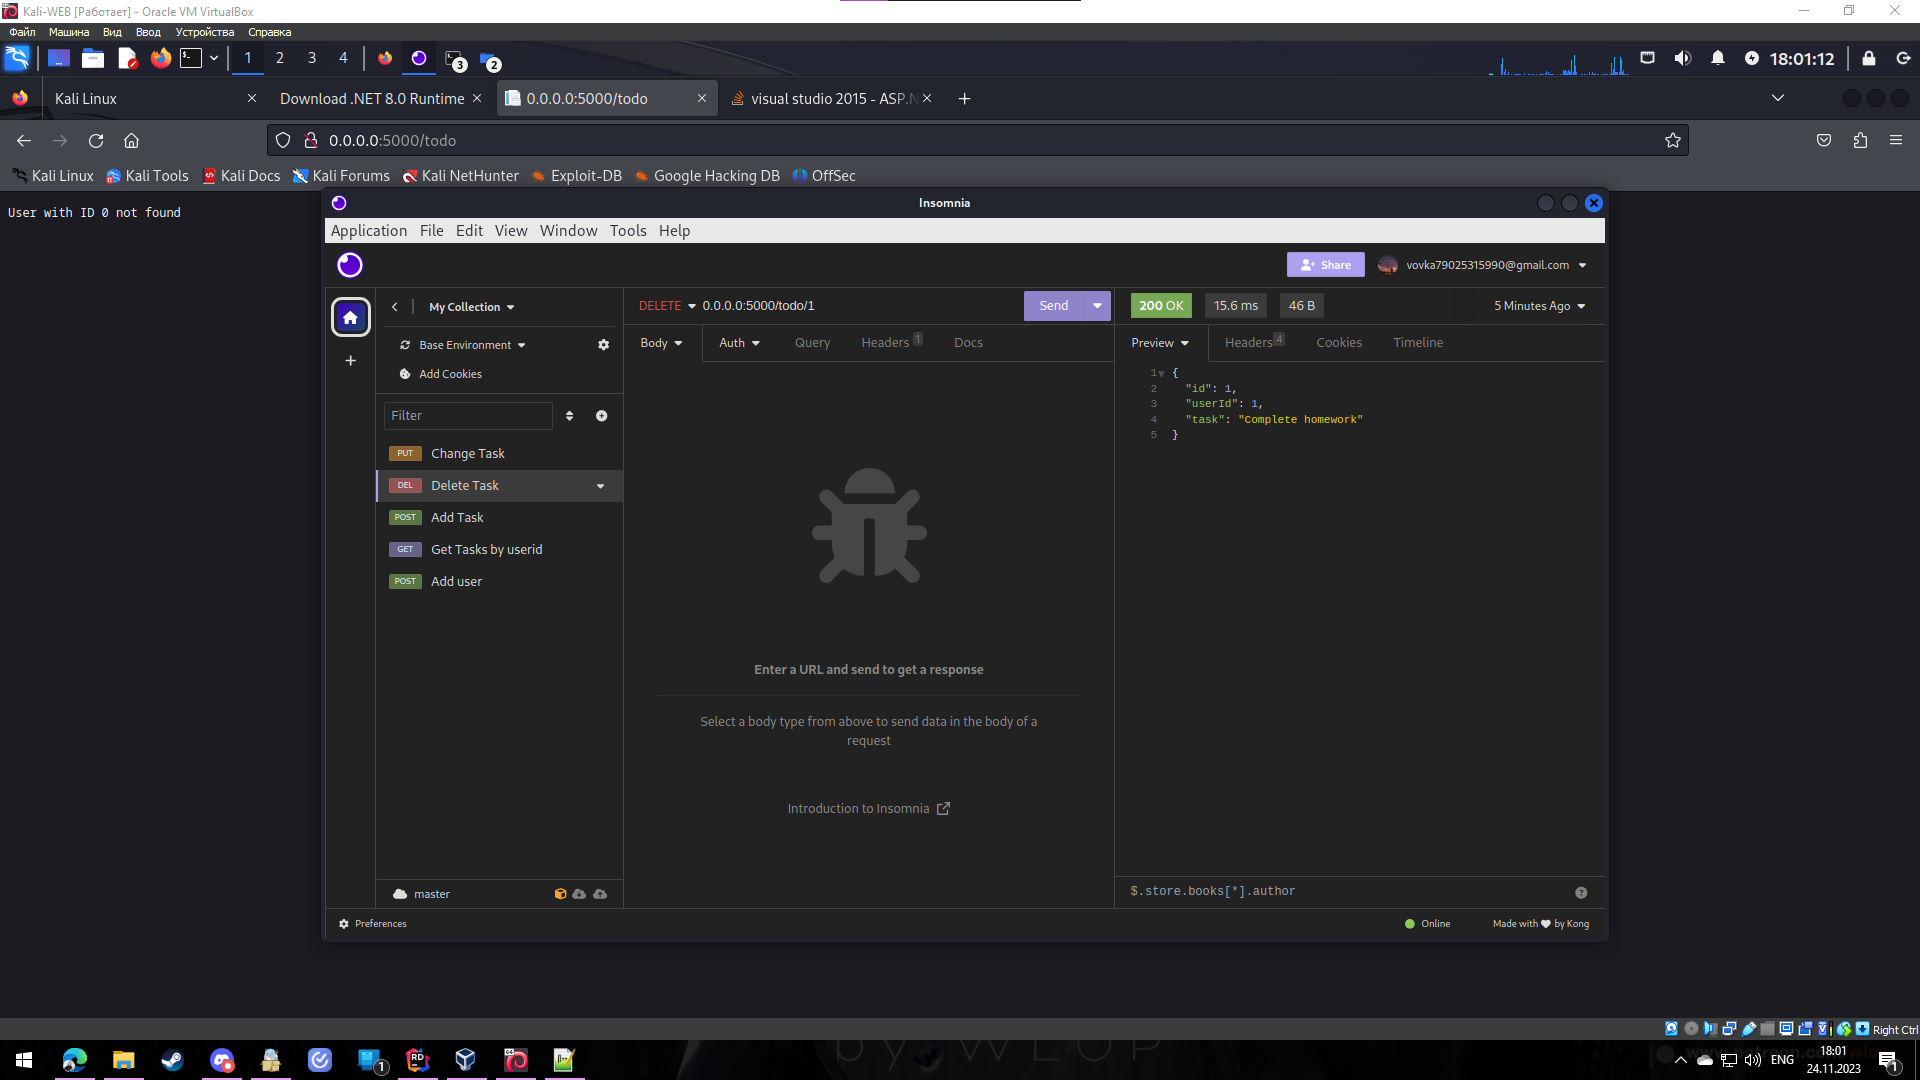 Kali-WEB [Работает] - Oracle VM VirtualBox
Файл Машина Вид Ввод Устройства Справка
1 2 3 4 3 2 18:01:12
Kali Linux Download .NET 8.0 Runtime 0.0.0.0:5000/todo visual studio 2015 - ASP.N
0.0.0.0:5000/todo
Kali Linux Kali Tools Kali Docs Kali Forums Kali NetHunter Exploit-DB Google Hacking DB OffSec
User with ID 0 not found
Insomnia
Application File Edit View Window Tools Help
Share vovka79025315990@gmail.com
My Collection DELETE 0.0.0.0:5000/todo/1 Send 200 OK 15.6 ms 46 B 5 Minutes Ago
Base Environment Body Auth Query Headers 1 Docs Preview Headers 4 Cookies Timeline
Add Cookies
Filter
PUT Change Task
DEL Delete Task
POST Add Task
GET Get Tasks by userid
POST Add user
1 {
2 "id": 1,
3 "userId": 1,
4 "task": "Complete homework"
5 }
Enter a URL and send to get a response
Select a body type from above to send data in the body of a
request
Introduction to Insomnia
master
$.store.books[*].author
Preferences Online Made with by Kong
Right Ctrl
by WLOP
1 RD ENG 18:01
24.11.2023 1